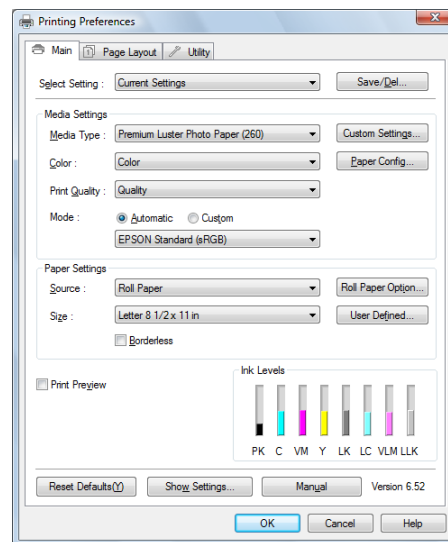 Printing Preferences
Main Page Layout Utility
Select Setting : Current Settings Save/Del...
Media Settings
Media Type : Premium Luster Photo Paper (260) Custom Settings...
Color : Color Paper Config...
Print Quality : Quality
Mode : Automatic Custom
EPSON Standard (sRGB)
Paper Settings
Source : Roll Paper Roll Paper Option...
Size : Letter 8 1/2 x 11 in User Defined...
Borderless
Print Preview
Ink Levels
PK C VM Y LK LC VLM LLK
Reset Defaults(Y) Show Settings... Manual Version 6.52
OK Cancel Help